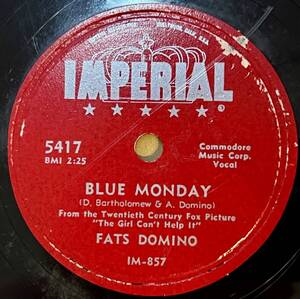 IMPERIAL
®
5417
BMI 2:25
Commodore
Music Corp.
Vocal
BLUE MONDAY
(D. Bartholomew & A. Domino)
From the Twentieth Century Fox Picture
"The Girl Can't Help It"
FATS DOMINO
IM-857